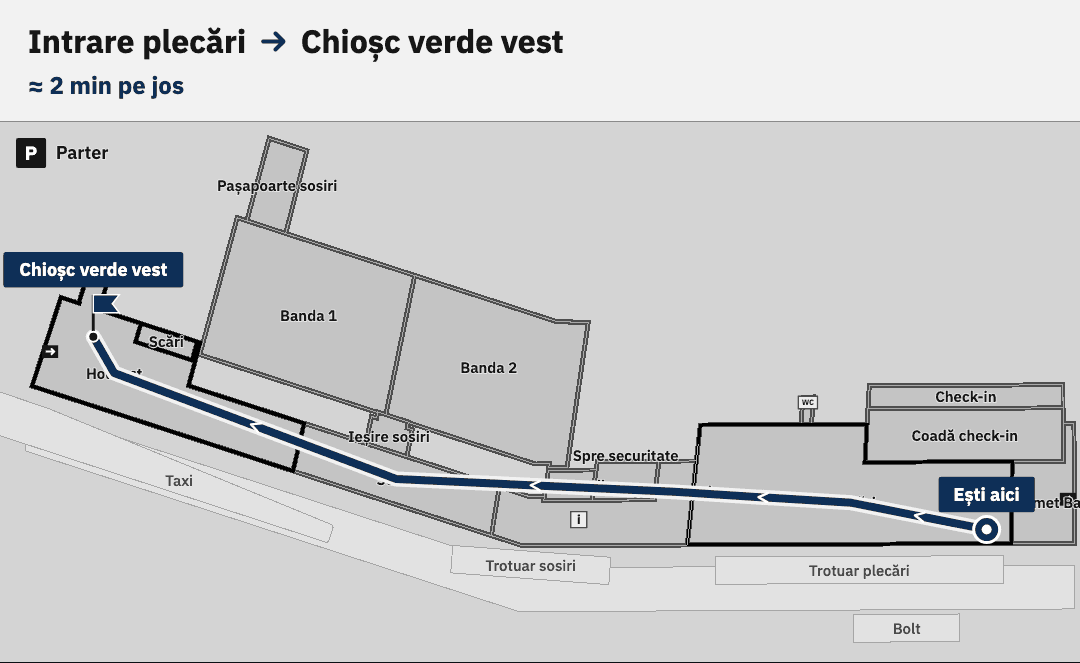 Intrare plecări → Chioșc verde vest
≈ 2 min pe jos
P Parter
Pașapoarte sosiri
Chioșc verde vest
Banda 1
Scări
Banda 2
Check-in
wc
Coadă check-in
Iesire sosiri
Spre securitate
Taxi
Ești aici
i
Trotuar sosiri
Trotuar plecări
Bolt